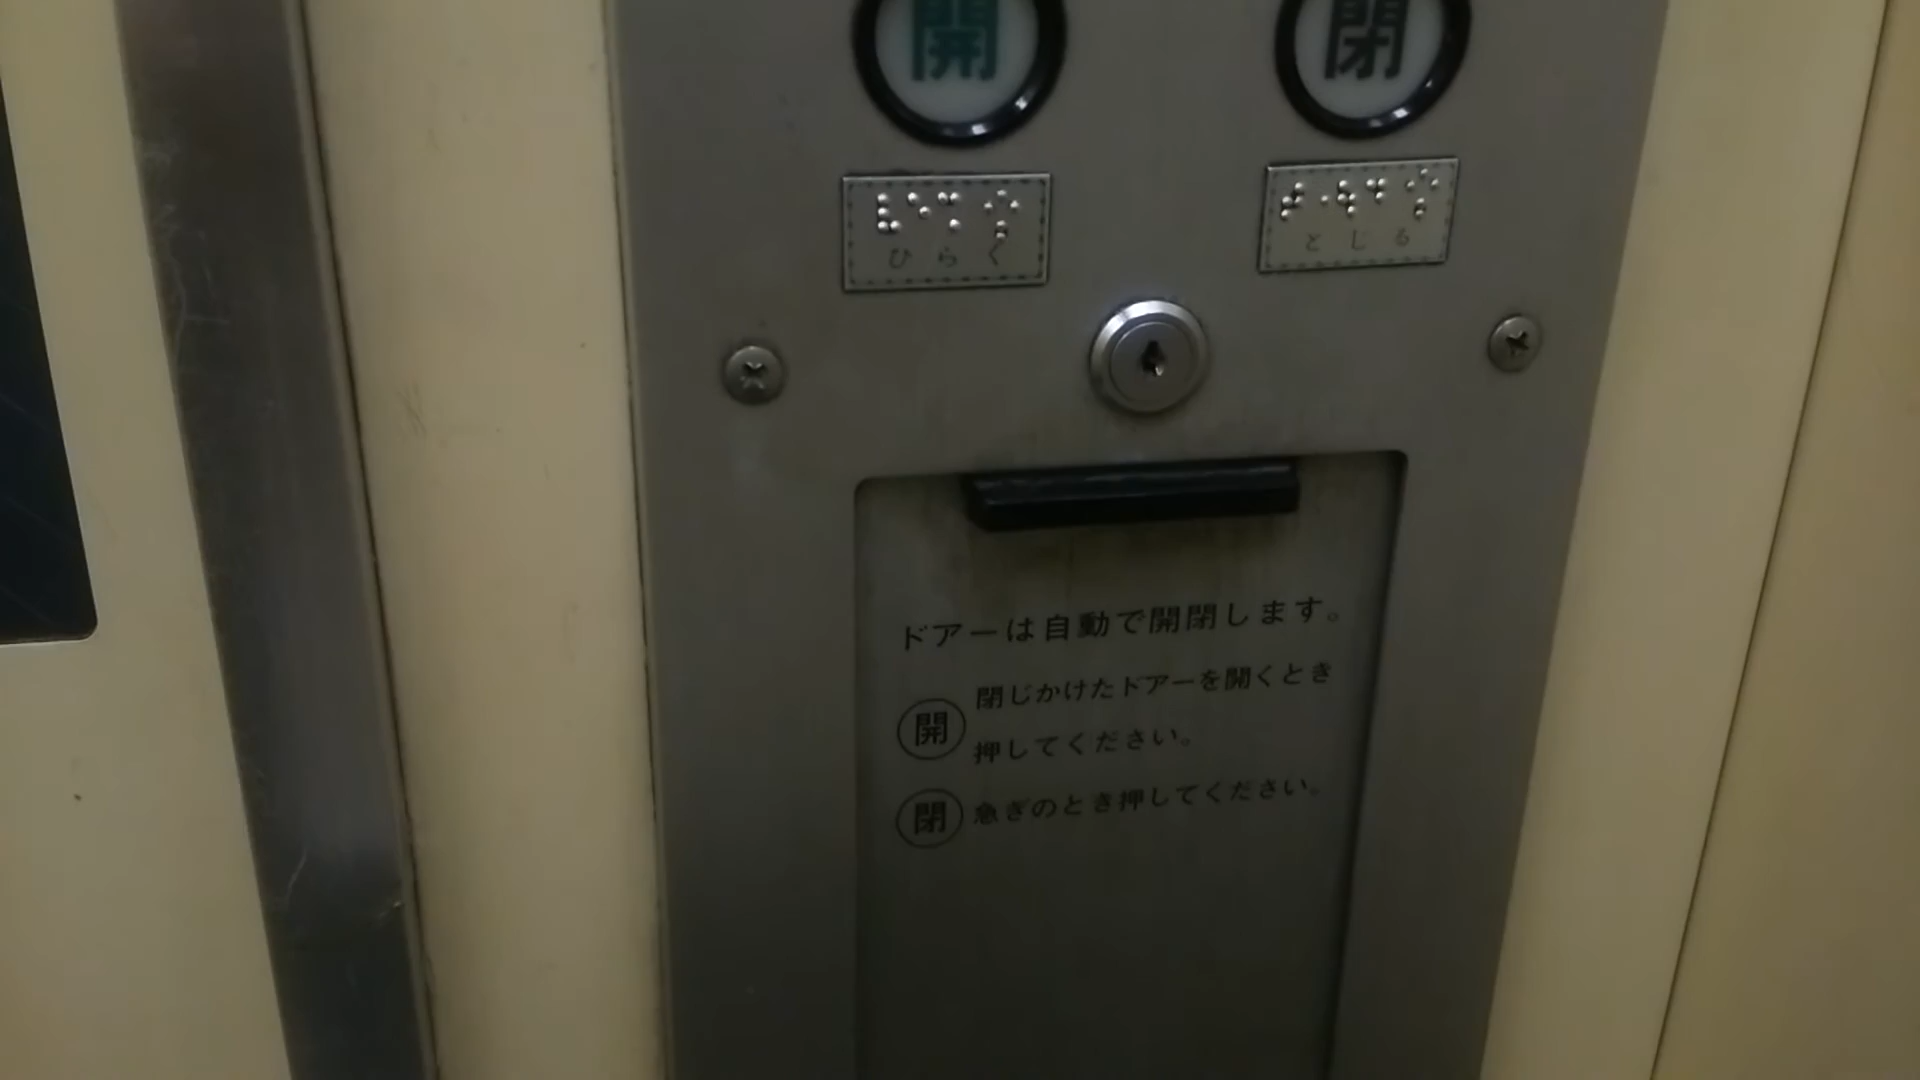 開
閉
ひらく
とじる
ドアーは自動で開閉します。
開 閉じかけたドアーを開くとき
押してください。
閉 急ぎのとき押してください。